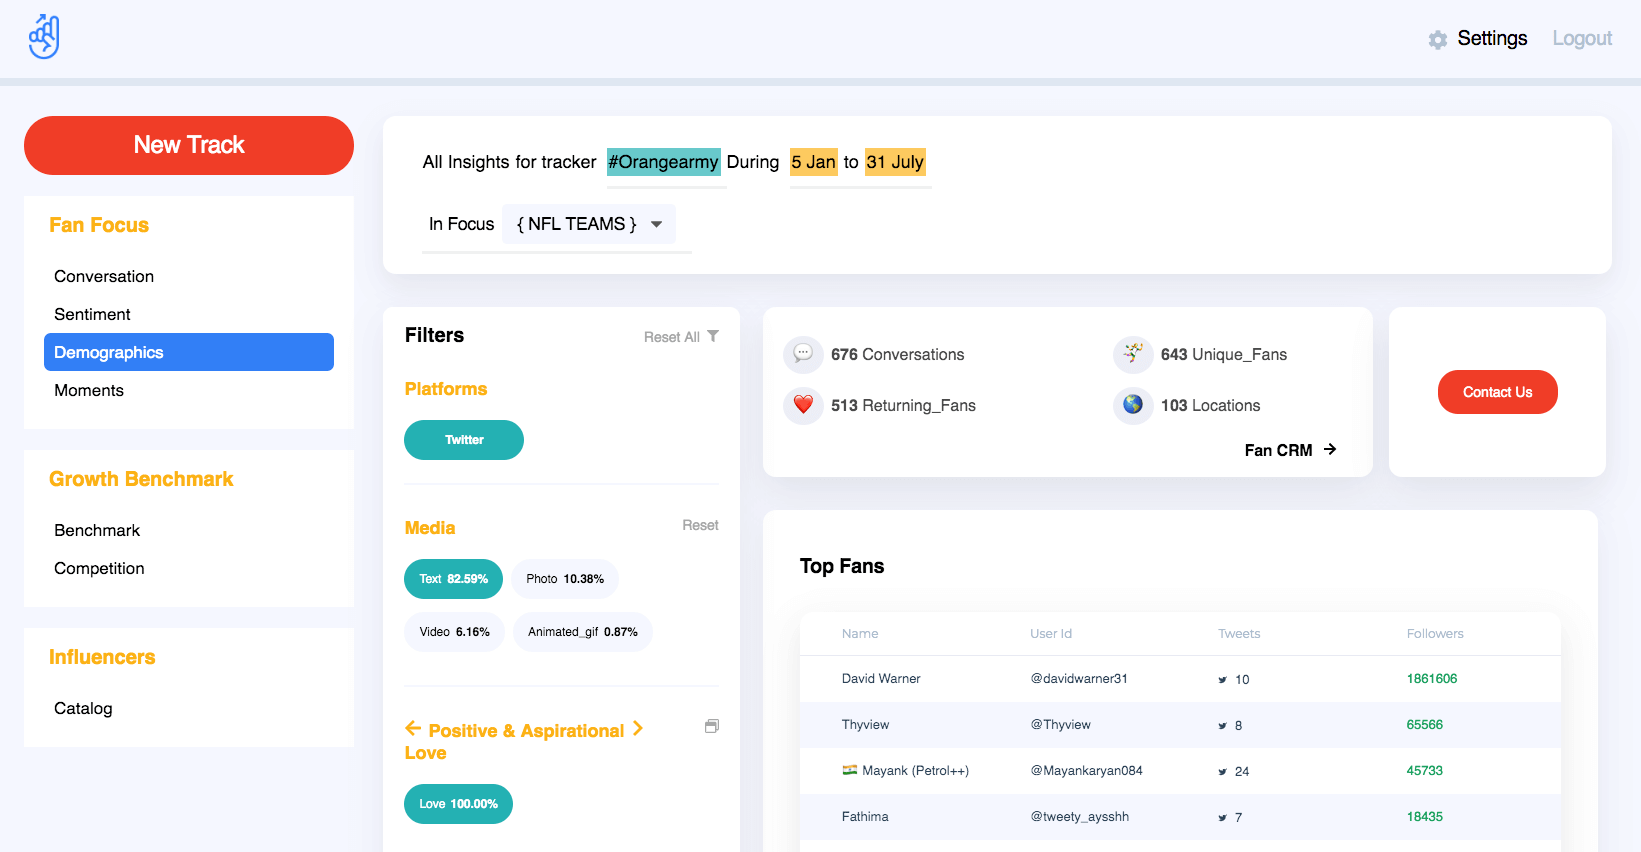 Settings Logout
New Track
Fan Focus
Conversation
Sentiment
Demographics
Moments
Growth Benchmark
Benchmark
Competition
Influencers
Catalog
All Insights for tracker #Orangearmy During 5 Jan to 31 July
In Focus { NFL TEAMS }
Filters Reset All
Platforms
Twitter
Media Reset
Text 82.59% Photo 10.38%
Video 6.16% Animated_gif 0.87%
Positive & Aspirational
Love
Love 100.00%
676 Conversations 643 Unique_Fans
513 Returning_Fans 103 Locations
Fan CRM
Contact Us
Top Fans
Name User Id Tweets Followers
David Warner @davidwarner31 10 1861606
Thyview @Thyview 8 65566
Mayank (Petrol++) @Mayankaryan084 24 45733
Fathima @tweety_aysshh 7 18435